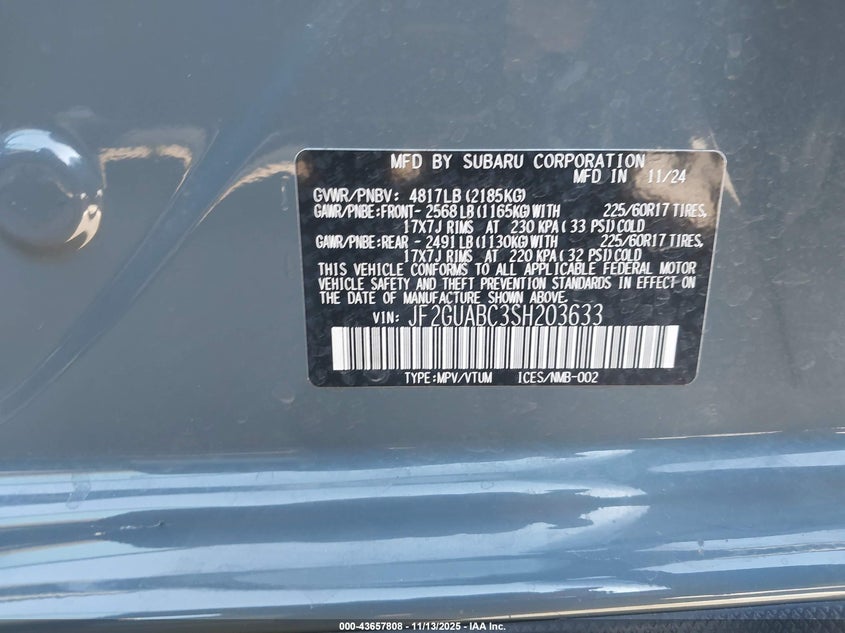 MFD BY SUBARU CORPORATION
MFD IN 11/24
GVWR/PNBV: 4817LB (2185KG)
GAWR/PNBE:FRONT- 2568 LB (1165KG) WITH 225/60R17 TIRES,
17X7J RIMS AT 230 KPA ( 33 PSI) COLD
GAWR/PNBE:REAR - 2491 LB (1130KG) WITH 225/60R17 TIRES,
17X7J RIMS AT 220 KPA ( 32 PSI) COLD
THIS VEHICLE CONFORMS TO ALL APPLICABLE FEDERAL MOTOR
VEHICLE SAFETY AND THEFT PREVENTION STANDARDS IN EFFECT ON
THE DATE OF MANUFACTURE SHOWN ABOVE.
VIN: JF2GUABC3SH203633
TYPE:MPV/VTUM ICES/NMB-002
000-43657808 - 11/13/2025 - IAA Inc.